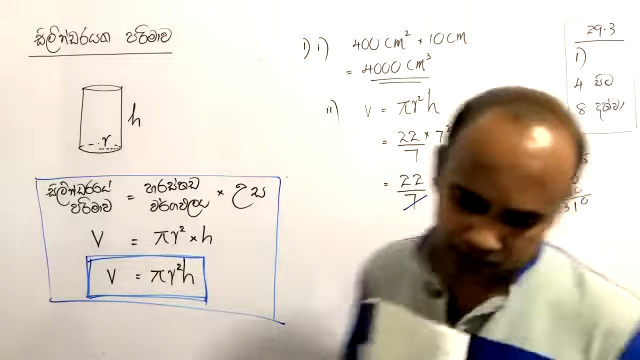 සිලින්ඩරයක පරිමාව
h
r
සිලින්ඩරයේ පරිමාව = හරස්කඩ වර්ගඵලය × උස
V = πr² × h
V = πr²h
1) i) 400 cm² × 10 cm
= 4000 cm³
ii) V = πr²h
= 22/7 × 7²
= 22/7
29.3
1)
4 සිට
8 දක්වා